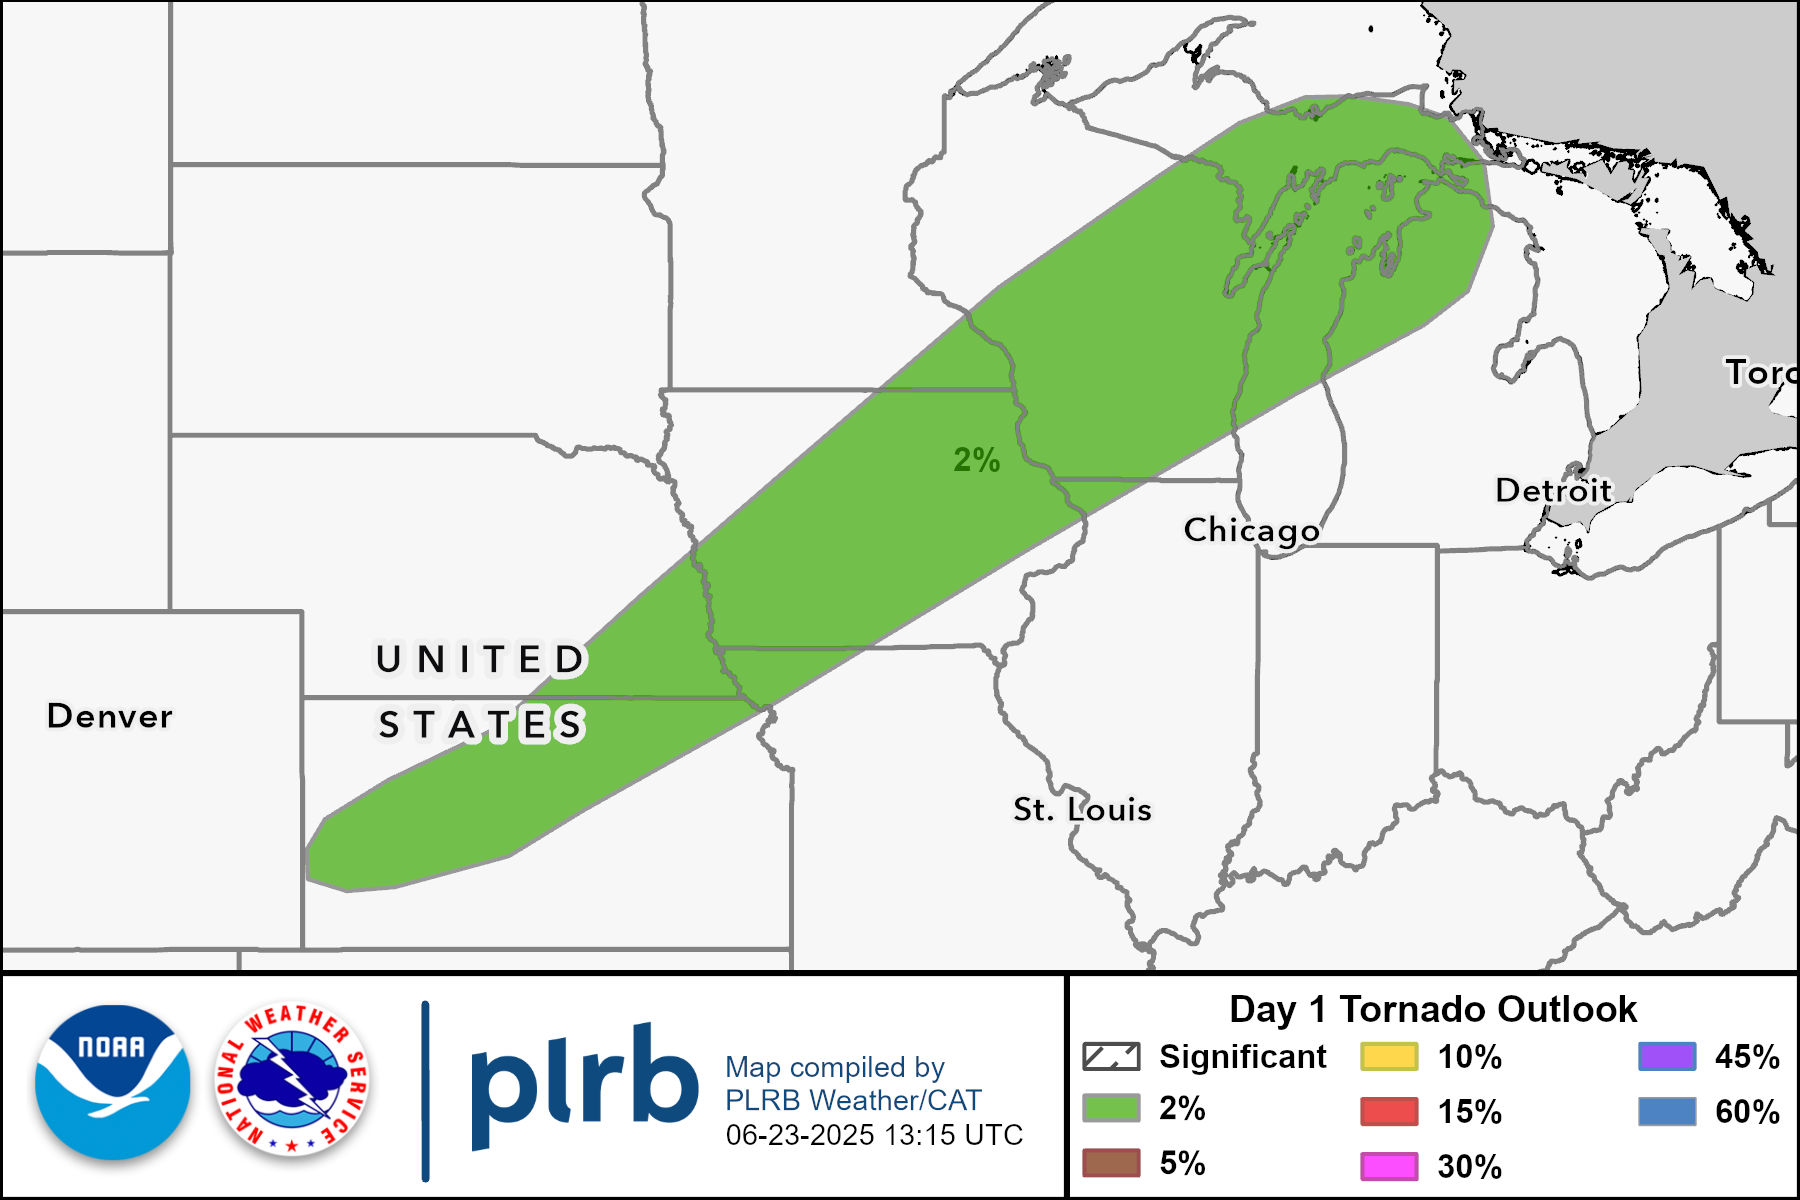 Toro
2%
Detroit
Chicago
UNITED
STATES
Denver
St. Louis
NOAA
NATIONAL WEATHER SERVICE
plrb
Map compiled by
PLRB Weather/CAT
06-23-2025 13:15 UTC
Day 1 Tornado Outlook
Significant
2%
5%
10%
15%
30%
45%
60%